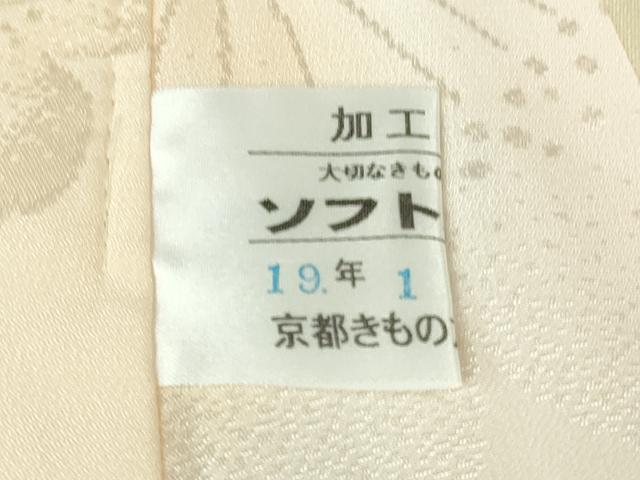 加工
大切なきもの
ソフト
19.年 1
京都きもの